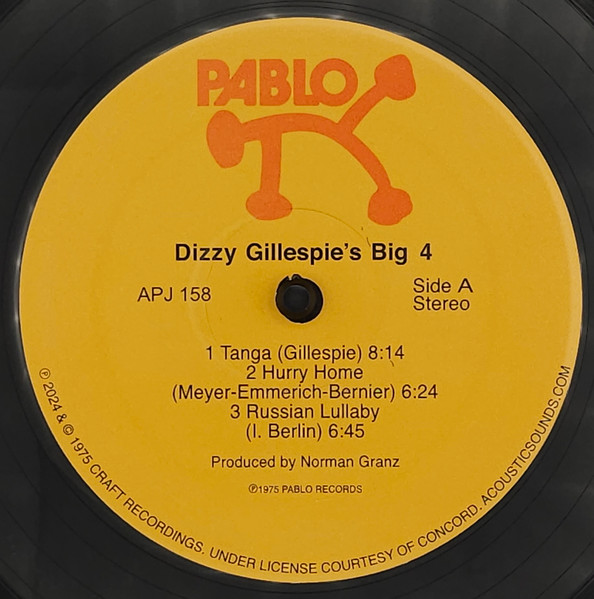 PABLO
Dizzy Gillespie's Big 4
APJ 158
Side A
Stereo
1 Tanga (Gillespie) 8:14
2 Hurry Home
(Meyer-Emmerich-Bernier) 6:24
3 Russian Lullaby
(I. Berlin) 6:45
Produced by Norman Granz
℗1975 PABLO RECORDS
℗ 2024 & © 1975 CRAFT RECORDINGS. UNDER LICENSE COURTESY OF CONCORD. ACOUSTICSOUNDS.COM